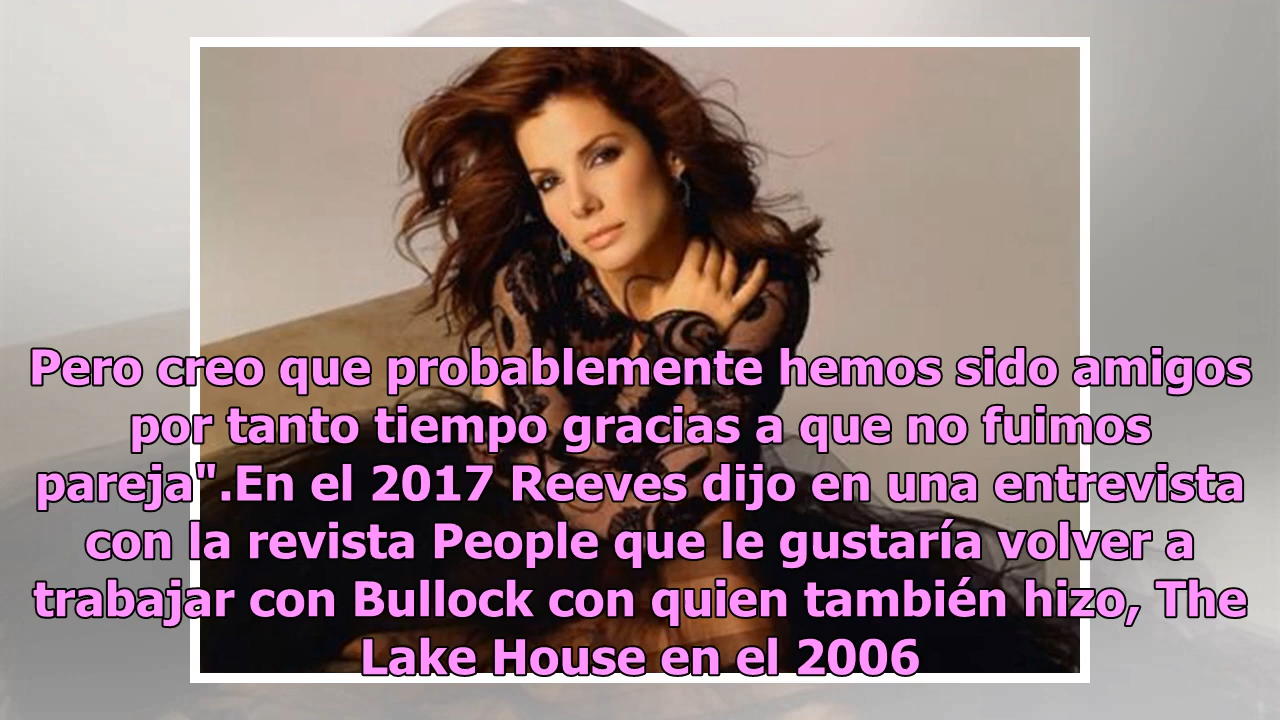 Pero creo que probablemente hemos sido amigos
por tanto tiempo gracias a que no fuimos
pareja".En el 2017 Reeves dijo en una entrevista
con la revista People que le gustaría volver a
trabajar con Bullock con quien también hizo, The
Lake House en el 2006